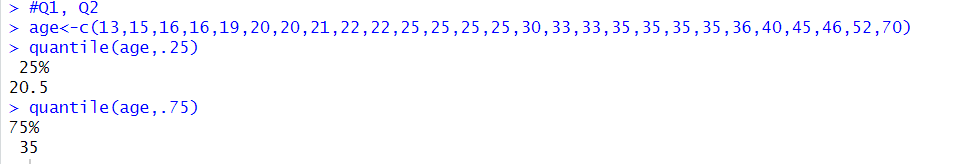 > #Q1, Q2
> age<-c(13,15,16,16,19,20,20,21,22,22,25,25,25,25,30,33,33,35,35,35,35,36,40,45,46,52,70)
> quantile(age,.25)
25%
20.5
> quantile(age,.75)
75%
35